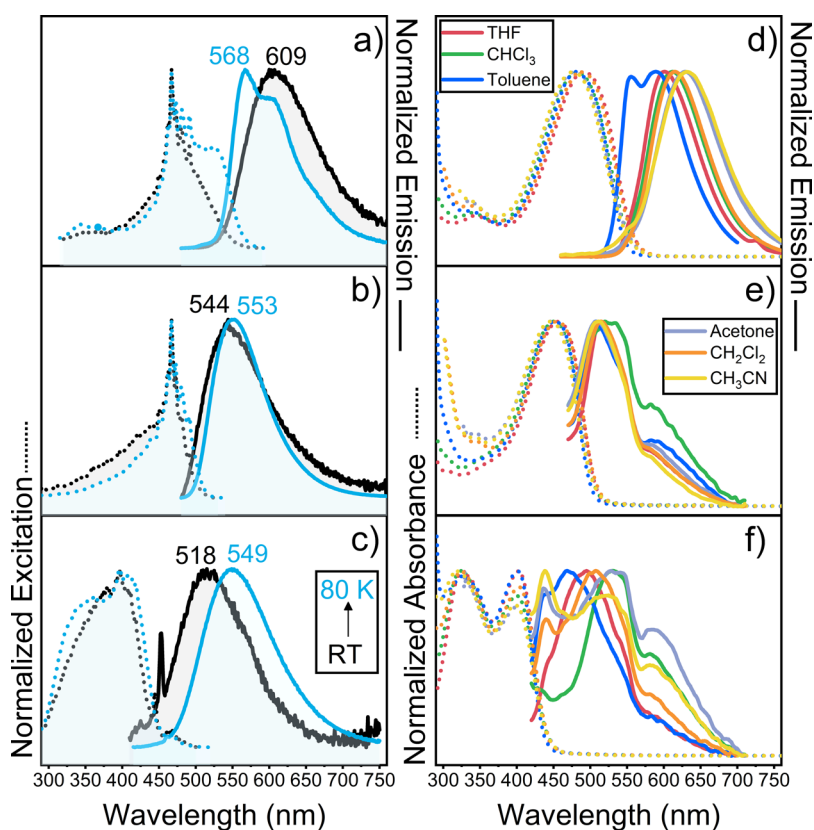 a)
568
609
b)
544
553
c)
518
549
80 K
RT
290 350 400 450 500 550 600 650 700 750
Wavelength (nm)
Normalized Excitation
Normalized Emission
d)
THF
CHCl₃
Toluene
e)
Acetone
CH₂Cl₂
CH₃CN
f)
300 350 400 450 500 550 600 650 700 750
Wavelength (nm)
Normalized Absorbance
Normalized Emission